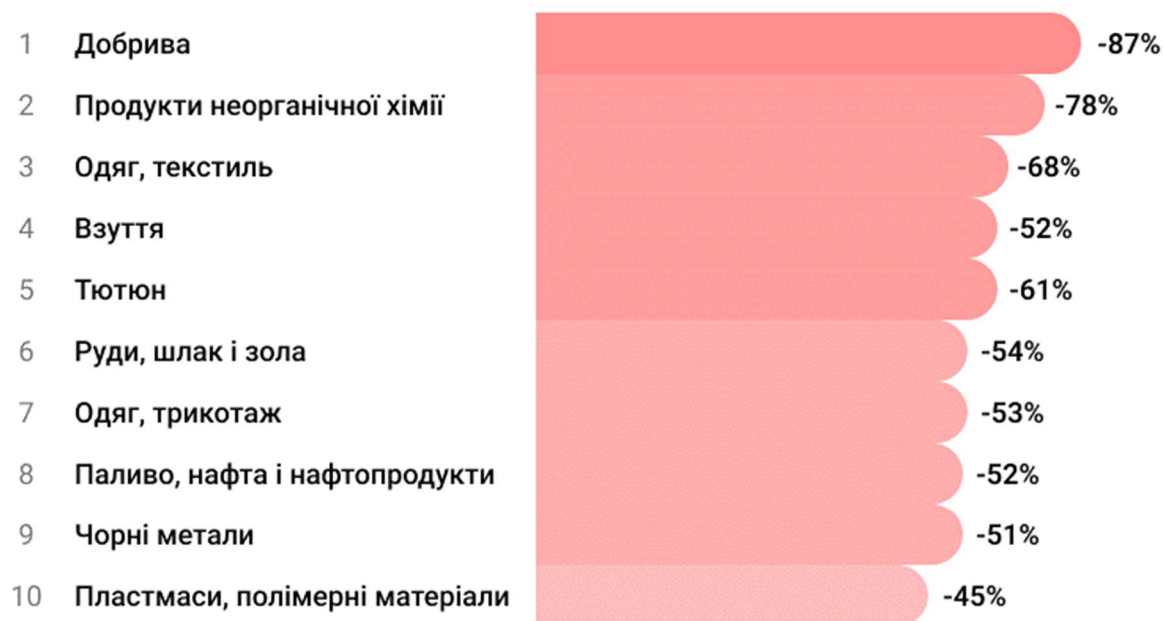 1 Добрива -87%
2 Продукти неорганічної хімії -78%
3 Одяг, текстиль -68%
4 Взуття -52%
5 Тютюн -61%
6 Руди, шлак і зола -54%
7 Одяг, трикотаж -53%
8 Паливо, нафта і нафтопродукти -52%
9 Чорні метали -51%
10 Пластмаси, полімерні матеріали -45%